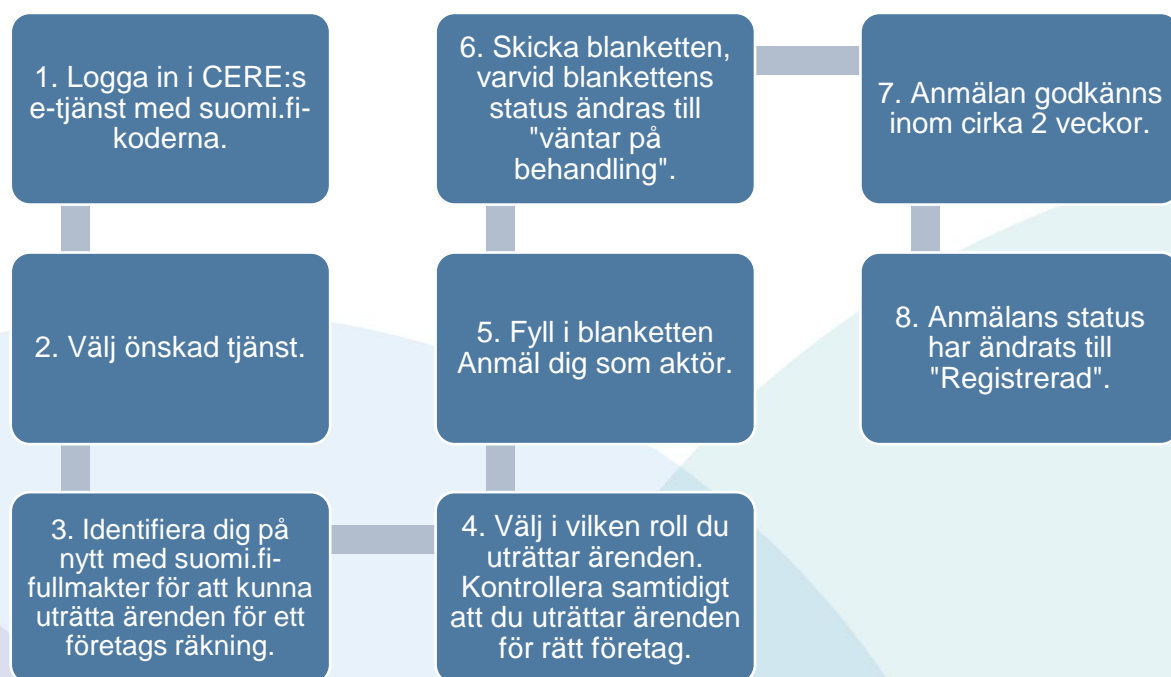 1. Logga in i CERE:s
e-tjänst med suomi.fi-
koderna.
2. Välj önskad tjänst.
3. Identifiera dig på
nytt med suomi.fi-
fullmakter för att kunna
uträtta ärenden för ett
företags räkning.
4. Välj i vilken roll du
uträttar ärenden.
Kontrollera samtidigt
att du uträttar ärenden
för rätt företag.
5. Fyll i blanketten
Anmäl dig som aktör.
6. Skicka blanketten,
varvid blankettens
status ändras till
"väntar på
behandling".
7. Anmälan godkänns
inom cirka 2 veckor.
8. Anmälans status
har ändrats till
"Registrerad".